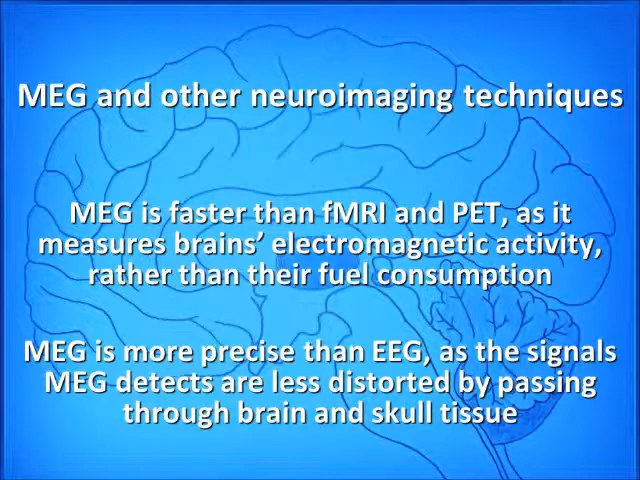 MEG and other neuroimaging techniques
MEG is faster than fMRI and PET, as it
measures brains’ electromagnetic activity,
rather than their fuel consumption
MEG is more precise than EEG, as the signals
MEG detects are less distorted by passing
through brain and skull tissue